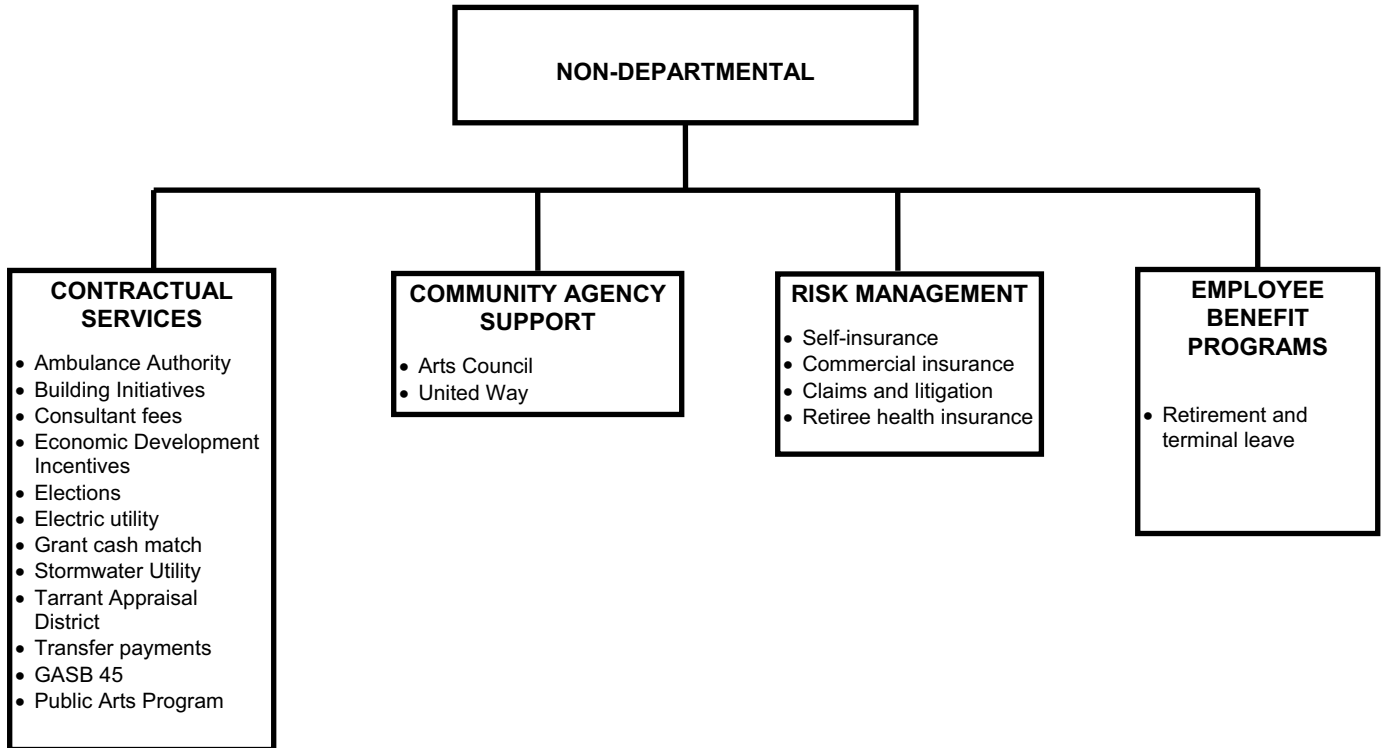 NON-DEPARTMENTAL
CONTRACTUAL
SERVICES
• Ambulance Authority
• Building Initiatives
• Consultant fees
• Economic Development
Incentives
• Elections
• Electric utility
• Grant cash match
• Stormwater Utility
• Tarrant Appraisal
District
• Transfer payments
• GASB 45
• Public Arts Program
COMMUNITY AGENCY
SUPPORT
• Arts Council
• United Way
RISK MANAGEMENT
• Self-insurance
• Commercial insurance
• Claims and litigation
• Retiree health insurance
EMPLOYEE
BENEFIT
PROGRAMS
• Retirement and
terminal leave